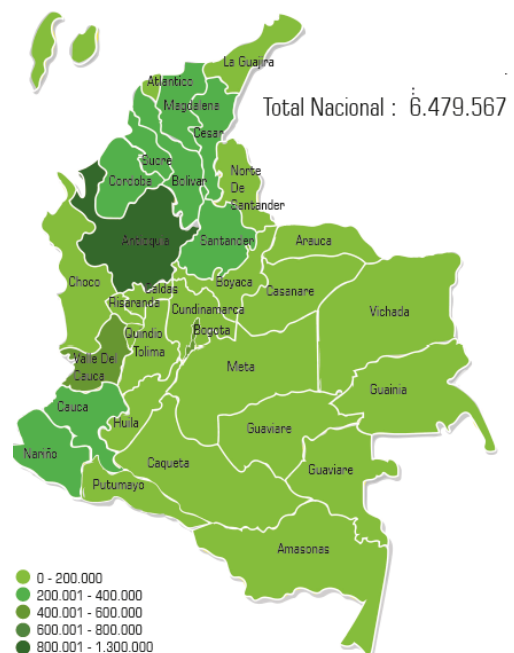 La Guajira
Atlantico
Magdalena
Total Nacional : 6.479.567
Cesar
Sucre
Cordoba
Bolivar
Norte
De
Santander
Antioquia
Santander
Arauca
Choco
Caldas
Boyaca
Casanare
Risaranda
Cundinamarca
Vichada
Quindio
Bogota
Valle Del
Cauca
Tolima
Meta
Guainia
Cauca
Huila
Guaviare
Nariño
Caqueta
Guaviare
Putumayo
Amasonas
0 - 200.000
200.001 - 400.000
400.001 - 600.000
600.001 - 800.000
800.001 - 1.300.000